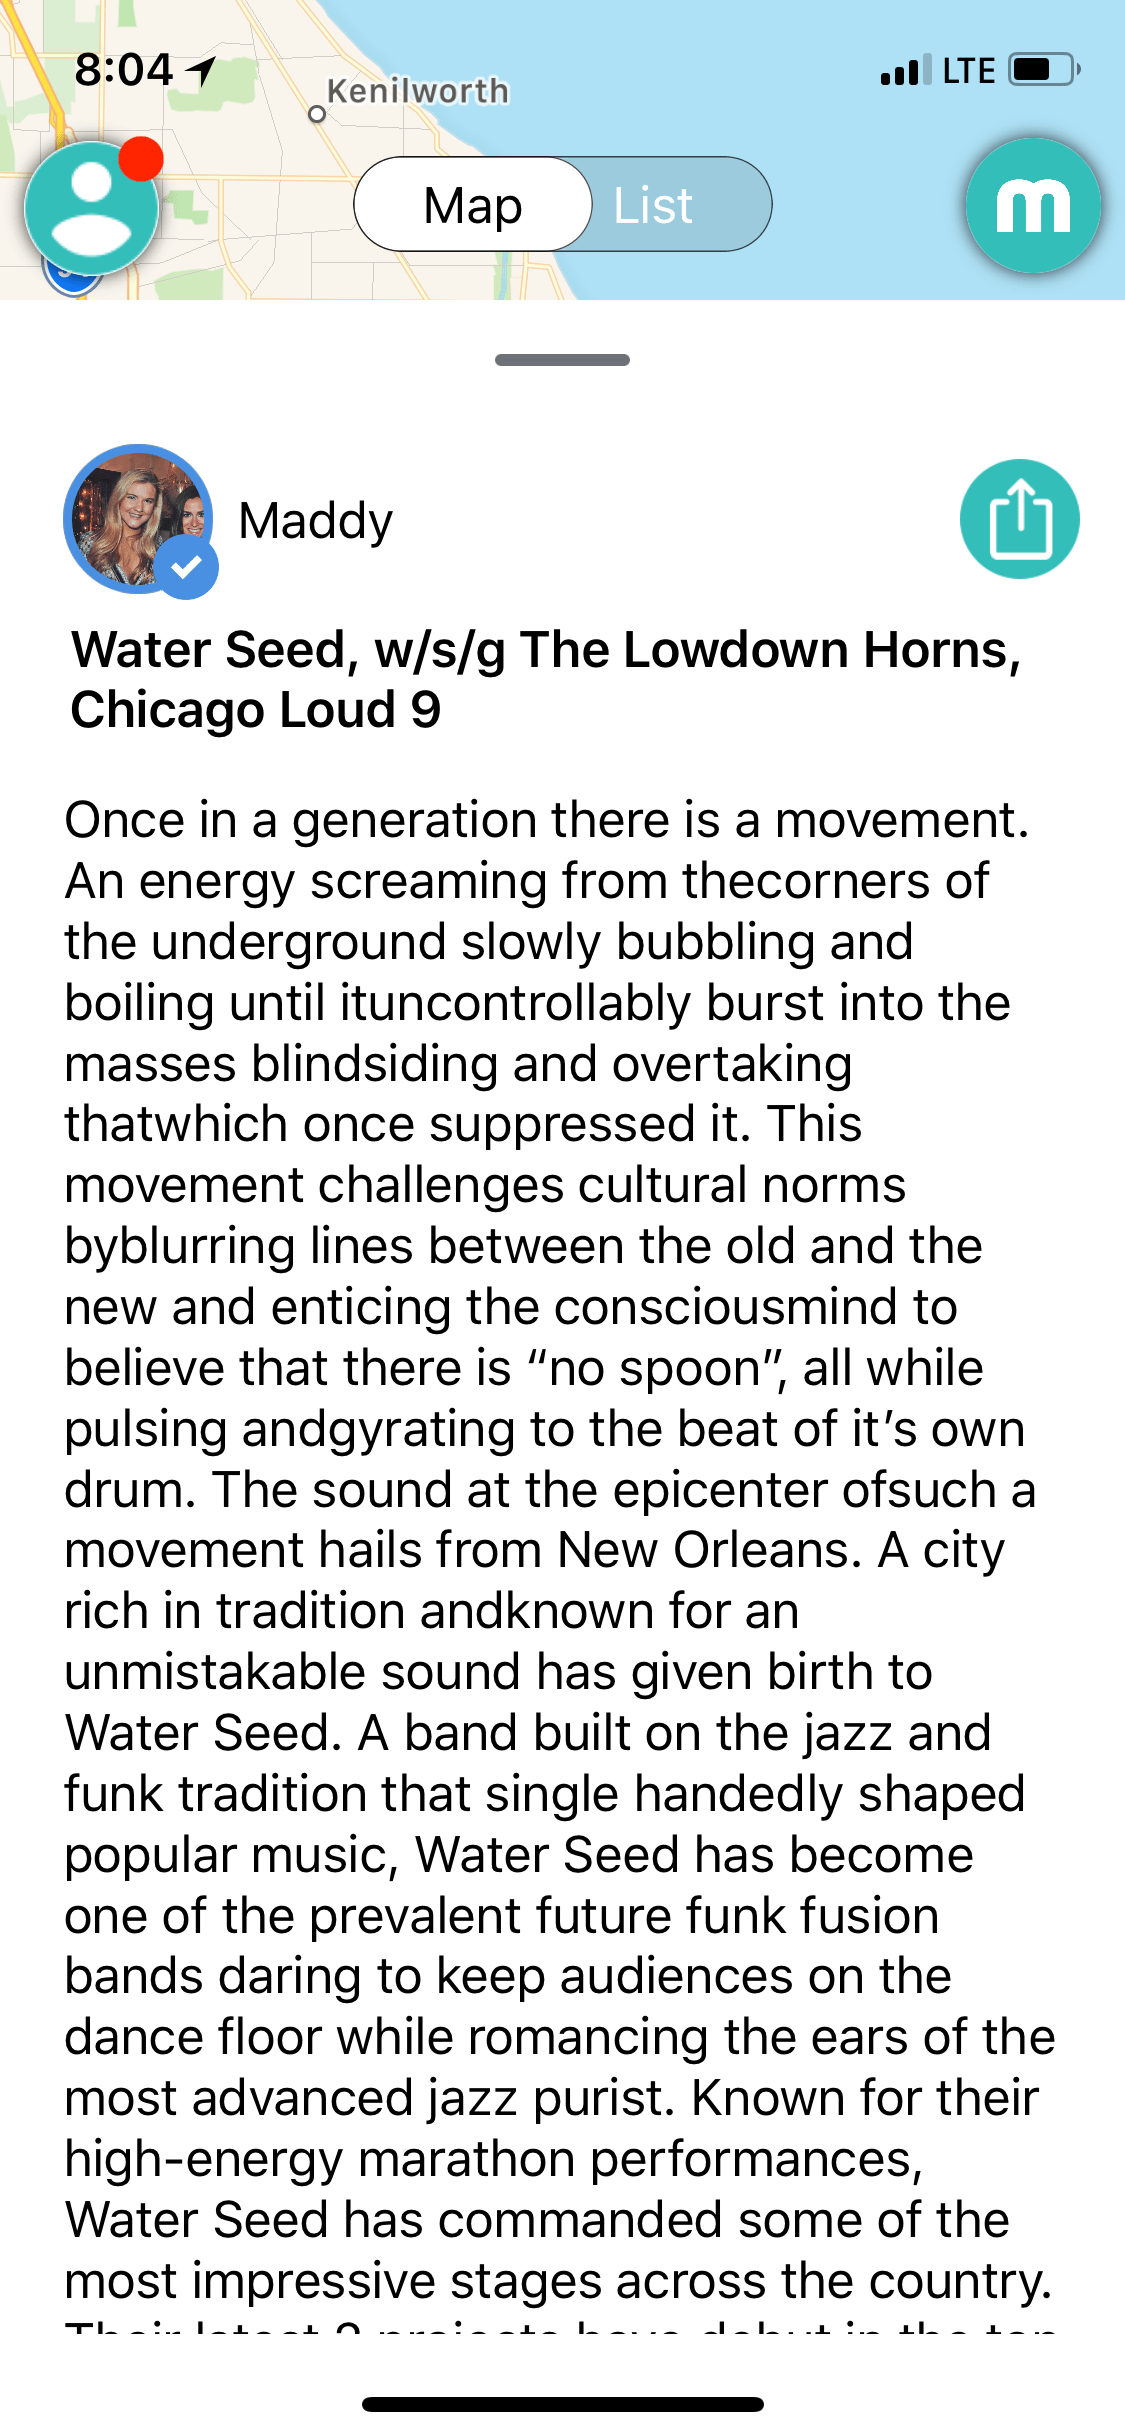 8:04
LTE
Kenilworth
Map
List
m
Maddy
Water Seed, w/s/g The Lowdown Horns,
Chicago Loud 9
Once in a generation there is a movement.
An energy screaming from thecorners of
the underground slowly bubbling and
boiling until ituncontrollably burst into the
masses blindsiding and overtaking
thatwhich once suppressed it. This
movement challenges cultural norms
byblurring lines between the old and the
new and enticing the consciousmind to
believe that there is “no spoon”, all while
pulsing andgyrating to the beat of it’s own
drum. The sound at the epicenter ofsuch a
movement hails from New Orleans. A city
rich in tradition andknown for an
unmistakable sound has given birth to
Water Seed. A band built on the jazz and
funk tradition that single handedly shaped
popular music, Water Seed has become
one of the prevalent future funk fusion
bands daring to keep audiences on the
dance floor while romancing the ears of the
most advanced jazz purist. Known for their
high-energy marathon performances,
Water Seed has commanded some of the
most impressive stages across the country.
Their latest 2 projects have debut in the top